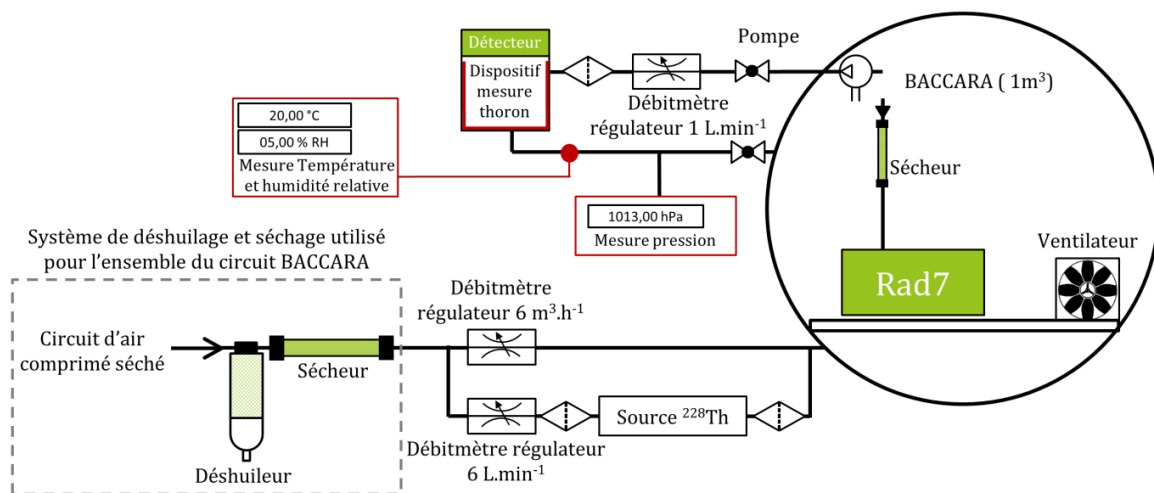 Détecteur
Dispositif
mesure
thoron
Pompe
Débitmètre
régulateur 1 L.min⁻¹
BACCARA ( 1m³)
Sécheur
20,00 °C
05,00 % RH
Mesure Température
et humidité relative
1013,00 hPa
Mesure pression
Rad7
Ventilateur
Système de déshuilage et séchage utilisé
pour l'ensemble du circuit BACCARA
Circuit d'air
comprimé séché
Sécheur
Déshuileur
Débitmètre
régulateur 6 m³.h⁻¹
Source ²²⁸Th
Débitmètre régulateur
6 L.min⁻¹